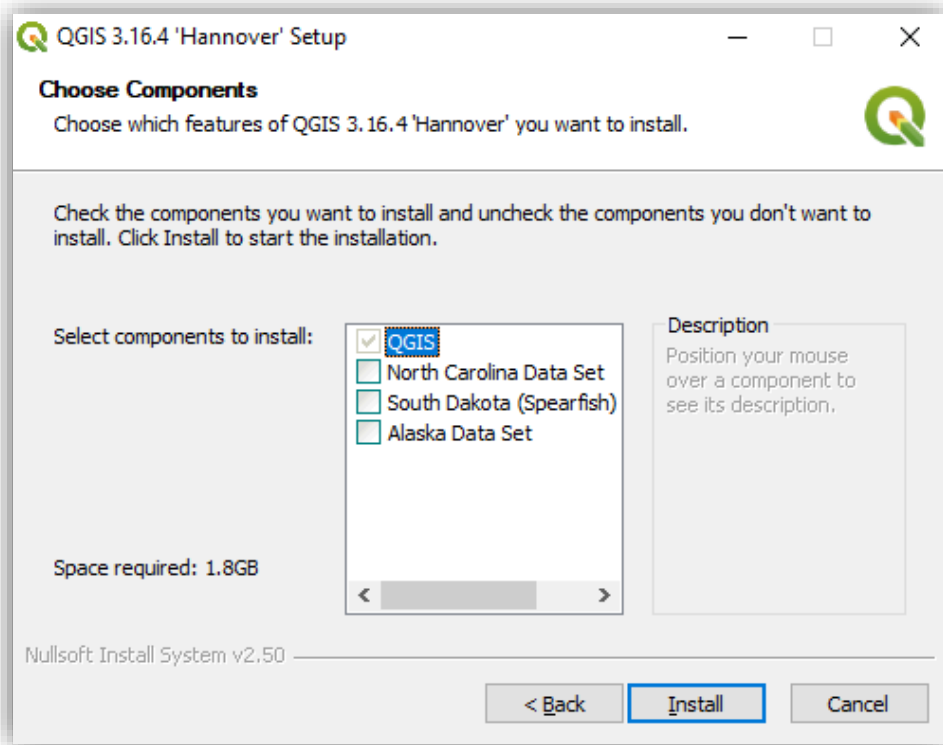 QGIS 3.16.4 'Hannover' Setup
Choose Components
Choose which features of QGIS 3.16.4 'Hannover' you want to install.
Check the components you want to install and uncheck the components you don't want to
install. Click Install to start the installation.
Select components to install:
QGIS
North Carolina Data Set
South Dakota (Spearfish)
Alaska Data Set
Description
Position your mouse
over a component to
see its description.
Space required: 1.8GB
Nullsoft Install System v2.50
< Back
Install
Cancel